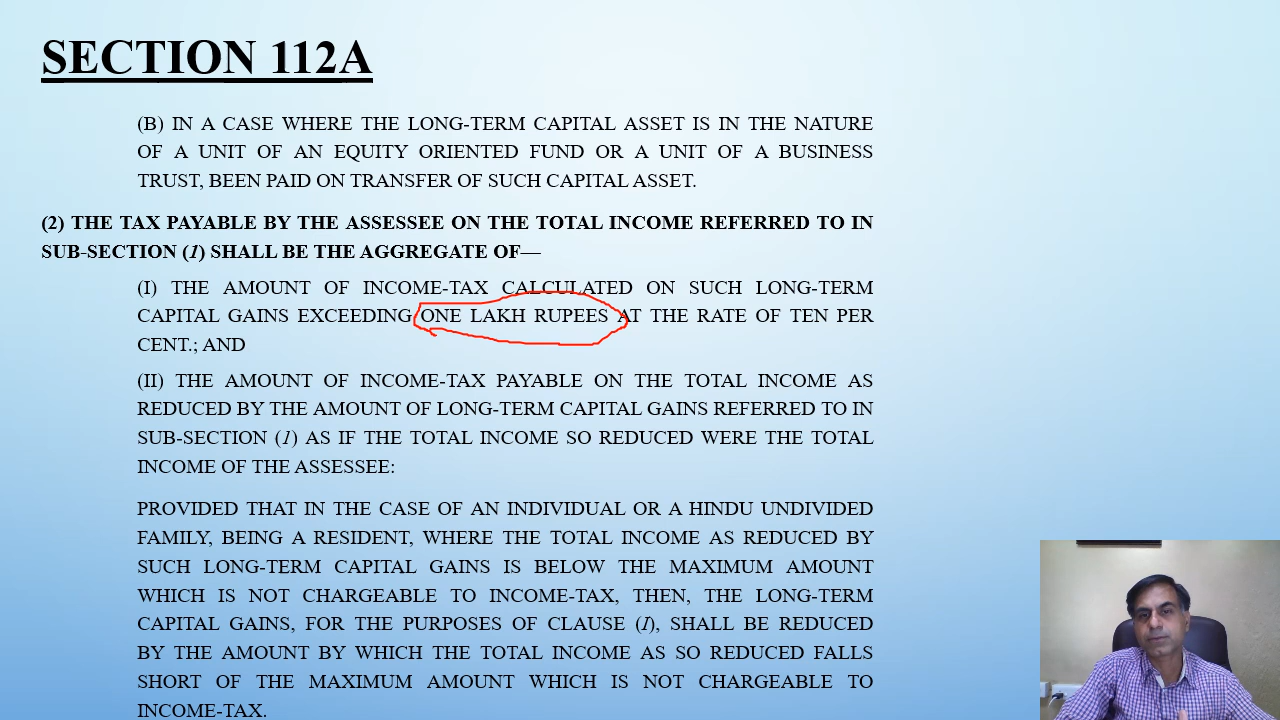 SECTION 112A
(B) IN A CASE WHERE THE LONG-TERM CAPITAL ASSET IS IN THE NATURE
OF A UNIT OF AN EQUITY ORIENTED FUND OR A UNIT OF A BUSINESS
TRUST, BEEN PAID ON TRANSFER OF SUCH CAPITAL ASSET.
(2) THE TAX PAYABLE BY THE ASSESSEE ON THE TOTAL INCOME REFERRED TO IN
SUB-SECTION (1) SHALL BE THE AGGREGATE OF—
(I) THE AMOUNT OF INCOME-TAX CALCULATED ON SUCH LONG-TERM
CAPITAL GAINS EXCEEDING ONE LAKH RUPEES AT THE RATE OF TEN PER
CENT.; AND
(II) THE AMOUNT OF INCOME-TAX PAYABLE ON THE TOTAL INCOME AS
REDUCED BY THE AMOUNT OF LONG-TERM CAPITAL GAINS REFERRED TO IN
SUB-SECTION (1) AS IF THE TOTAL INCOME SO REDUCED WERE THE TOTAL
INCOME OF THE ASSESSEE:
PROVIDED THAT IN THE CASE OF AN INDIVIDUAL OR A HINDU UNDIVIDED
FAMILY, BEING A RESIDENT, WHERE THE TOTAL INCOME AS REDUCED BY
SUCH LONG-TERM CAPITAL GAINS IS BELOW THE MAXIMUM AMOUNT
WHICH IS NOT CHARGEABLE TO INCOME-TAX, THEN, THE LONG-TERM
CAPITAL GAINS, FOR THE PURPOSES OF CLAUSE (I), SHALL BE REDUCED
BY THE AMOUNT BY WHICH THE TOTAL INCOME AS SO REDUCED FALLS
SHORT OF THE MAXIMUM AMOUNT WHICH IS NOT CHARGEABLE TO
INCOME-TAX.